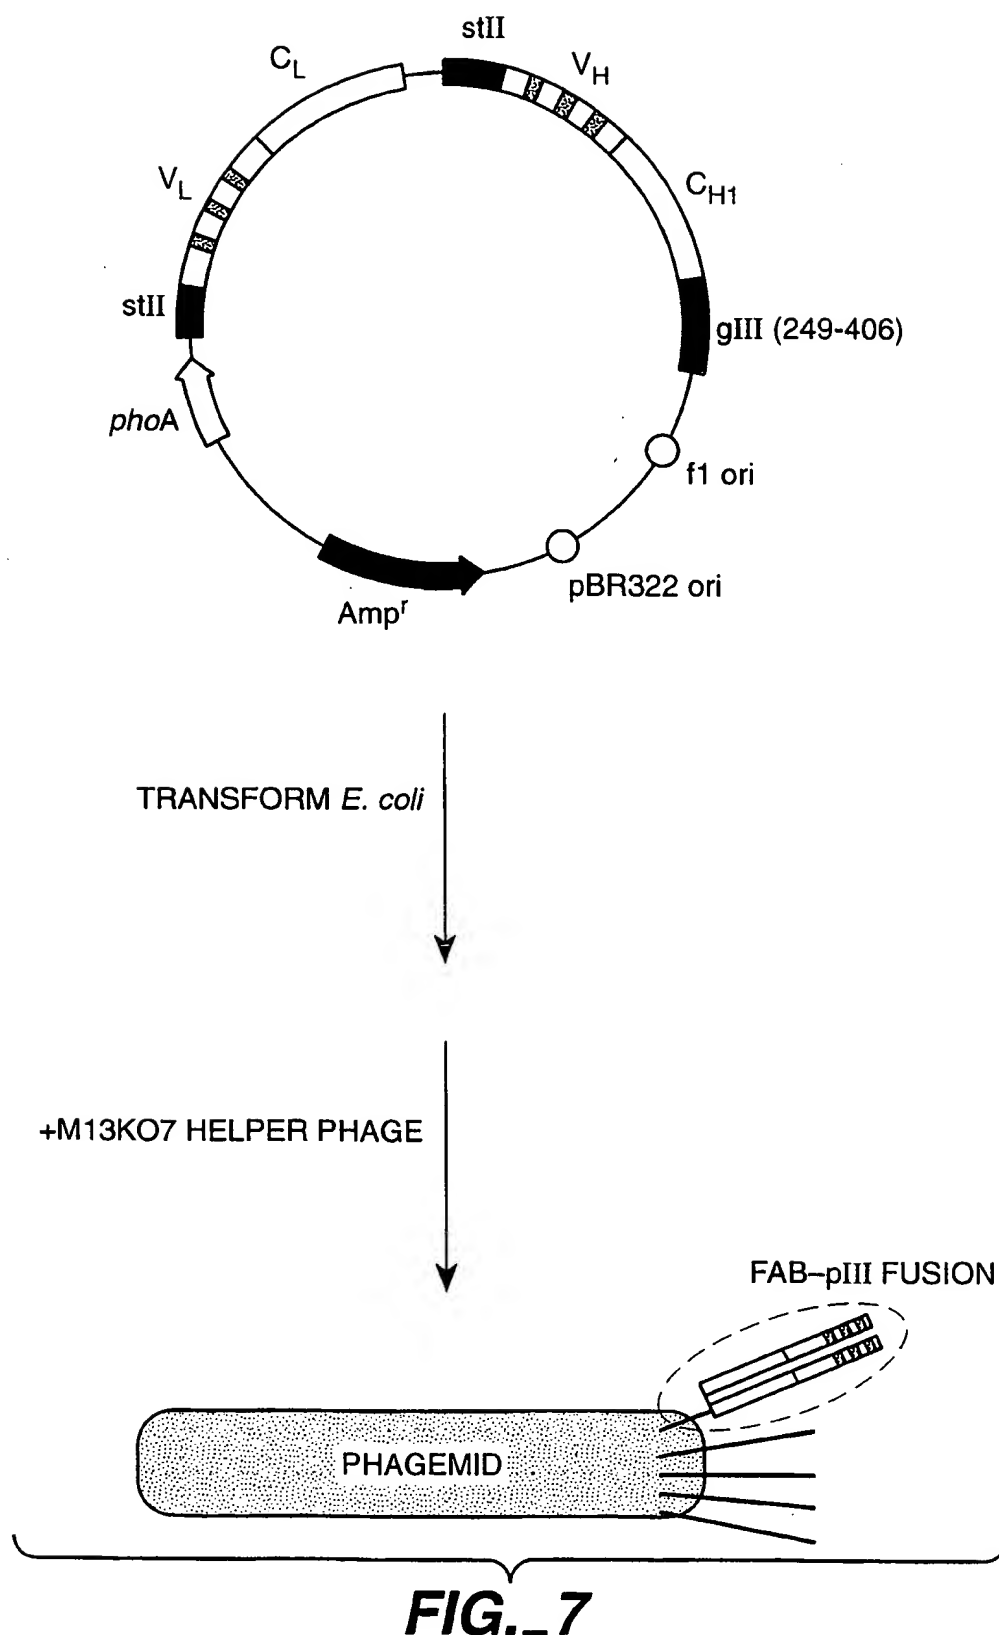 stII
C_L
V_H
V_L
C_H1
stII
gIII (249-406)
phoA
f1 ori
pBR322 ori
Amp^r
TRANSFORM E. coli
+M13KO7 HELPER PHAGE
FAB–pIII FUSION
PHAGEMID
FIG._7